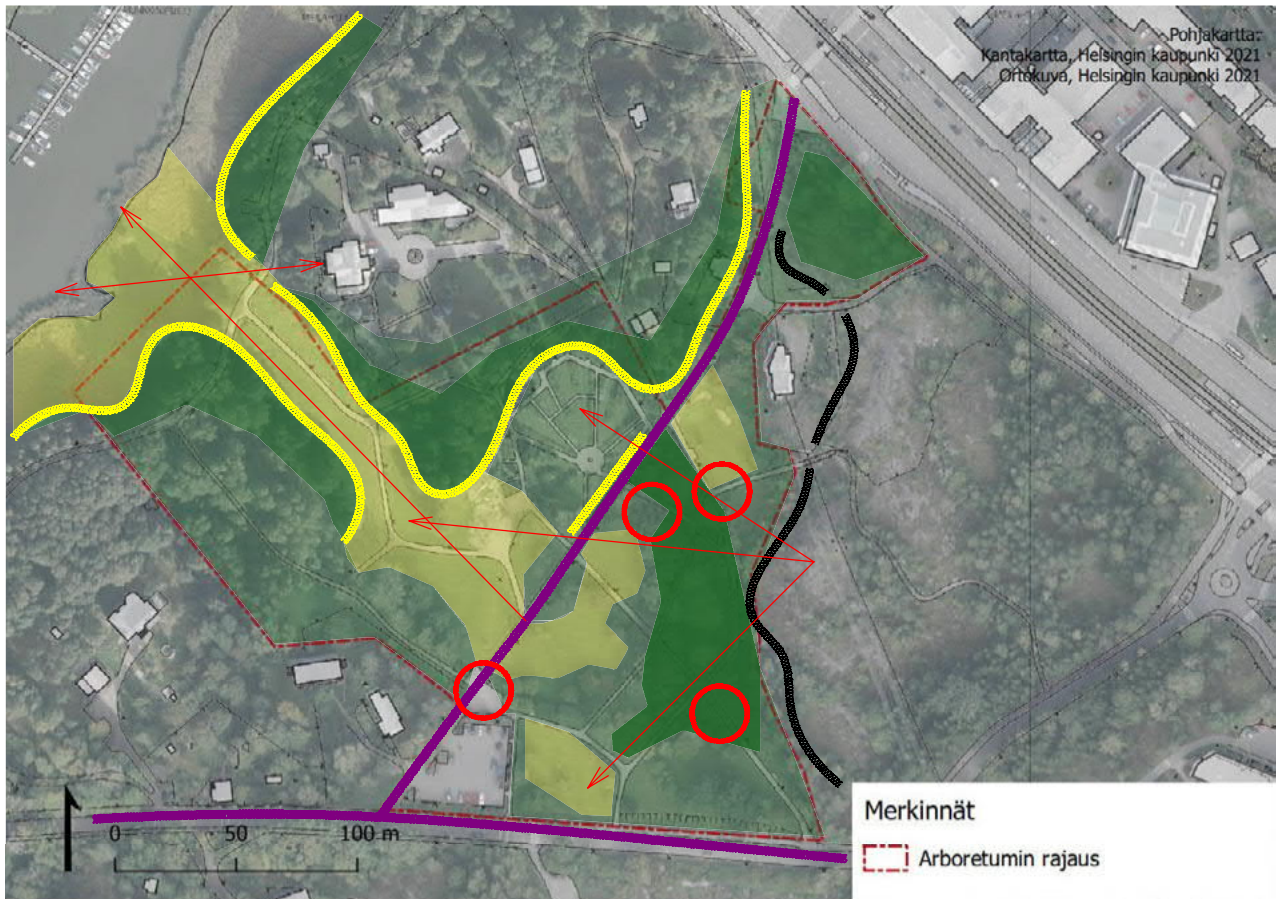 Pohjakartta:
Kantakartta, Helsingin kaupunki 2021
Ortokuva, Helsingin kaupunki 2021
0 50 100 m
Merkinnät
Arboretumin rajaus